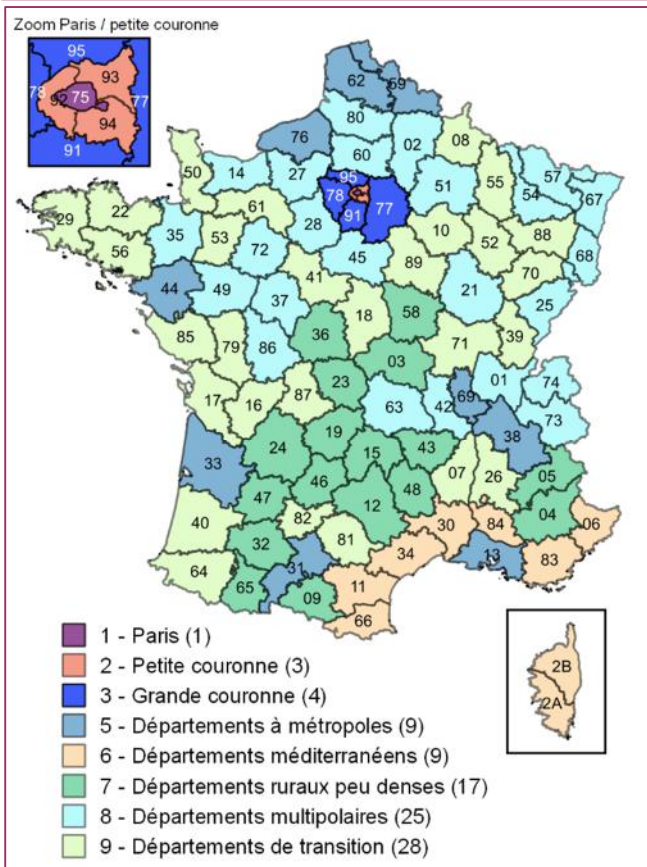 Zoom Paris / petite couronne
95
93
78 92 75 77
94
91
62 59
80
76 02 08
60
50 14 27 95 51 55 57
54 67
78 77
61 91
29 22 28 10 52 88 68
35 53 72 45 89 70
56
41 21 25
44 49 37 18 58
36 71 39
85 79 86
03
23 01 74
17 16 87 63 42 69 73
19 38
24 15 43
33 07 26 05
46 48
47 12 04
40 82 30 84 06
32 81 34 13 83
64 31
65 09 11
66
2B
2A
1 - Paris (1)
2 - Petite couronne (3)
3 - Grande couronne (4)
5 - Départements à métropoles (9)
6 - Départements méditerranéens (9)
7 - Départements ruraux peu denses (17)
8 - Départements multipolaires (25)
9 - Départements de transition (28)